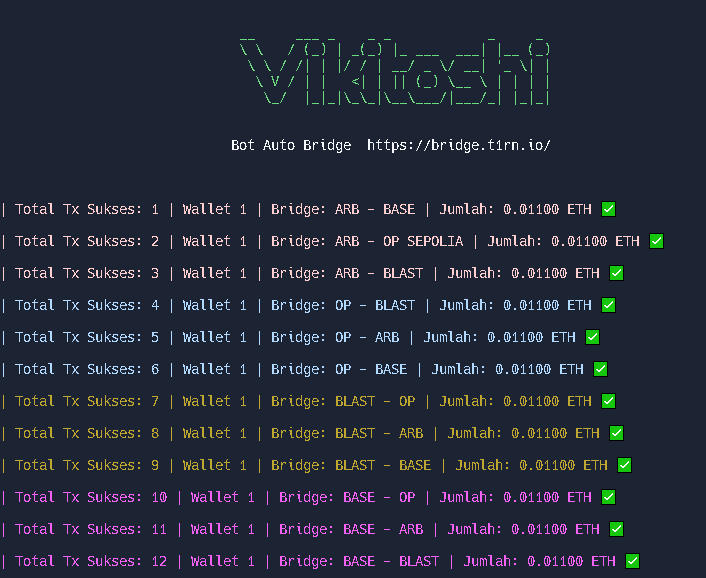 Vikitoshi
Bot Auto Bridge  https://bridge.t1rn.io/
| Total Tx Sukses: 1 | Wallet 1 | Bridge: ARB - BASE | Jumlah: 0.01100 ETH ✅
| Total Tx Sukses: 2 | Wallet 1 | Bridge: ARB - OP SEPOLIA | Jumlah: 0.01100 ETH ✅
| Total Tx Sukses: 3 | Wallet 1 | Bridge: ARB - BLAST | Jumlah: 0.01100 ETH ✅
| Total Tx Sukses: 4 | Wallet 1 | Bridge: OP - BLAST | Jumlah: 0.01100 ETH ✅
| Total Tx Sukses: 5 | Wallet 1 | Bridge: OP - ARB | Jumlah: 0.01100 ETH ✅
| Total Tx Sukses: 6 | Wallet 1 | Bridge: OP - BASE | Jumlah: 0.01100 ETH ✅
| Total Tx Sukses: 7 | Wallet 1 | Bridge: BLAST - OP | Jumlah: 0.01100 ETH ✅
| Total Tx Sukses: 8 | Wallet 1 | Bridge: BLAST - ARB | Jumlah: 0.01100 ETH ✅
| Total Tx Sukses: 9 | Wallet 1 | Bridge: BLAST - BASE | Jumlah: 0.01100 ETH ✅
| Total Tx Sukses: 10 | Wallet 1 | Bridge: BASE - OP | Jumlah: 0.01100 ETH ✅
| Total Tx Sukses: 11 | Wallet 1 | Bridge: BASE - ARB | Jumlah: 0.01100 ETH ✅
| Total Tx Sukses: 12 | Wallet 1 | Bridge: BASE - BLAST | Jumlah: 0.01100 ETH ✅